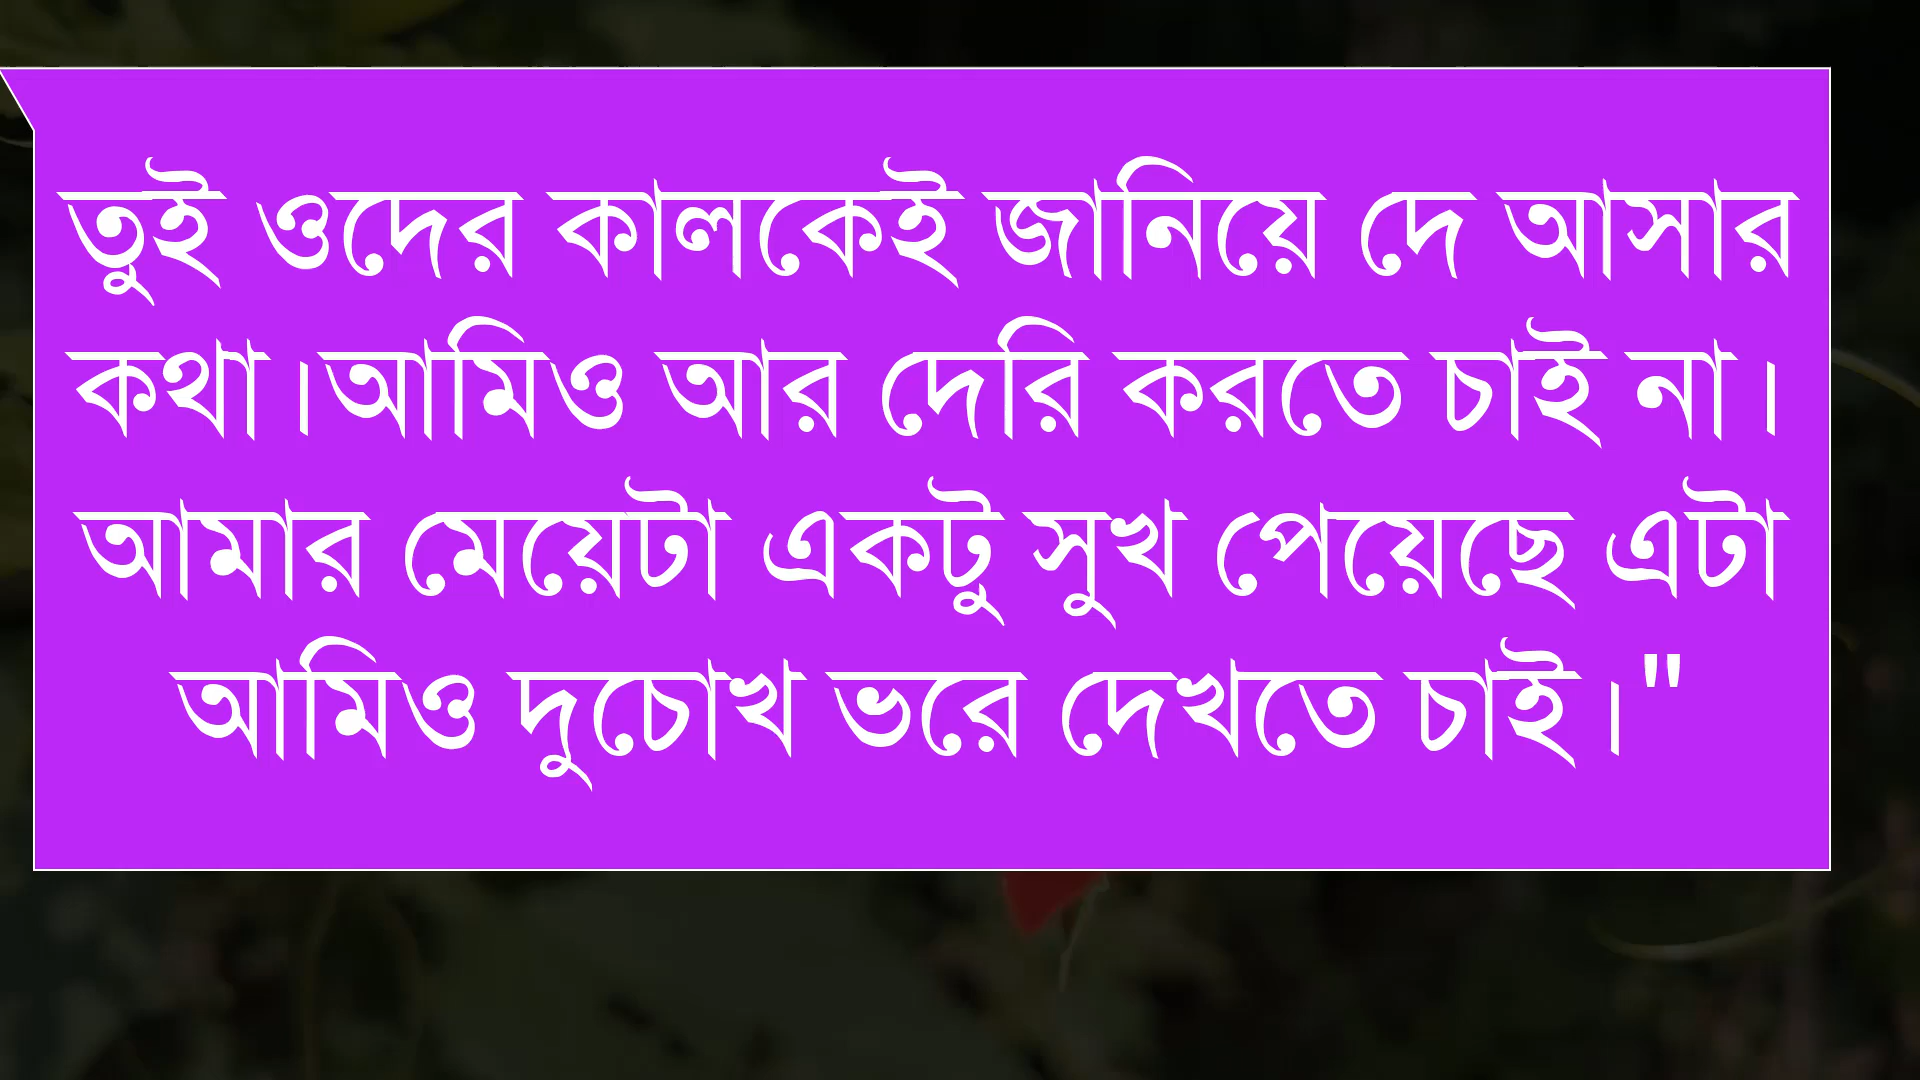 তুই ওদের কালকেই জানিয়ে দে আসার
কথা।আমিও আর দেরি করতে চাই না।
আমার মেয়েটা একটু সুখ পেয়েছে এটা
আমিও দুচোখ ভরে দেখতে চাই।"